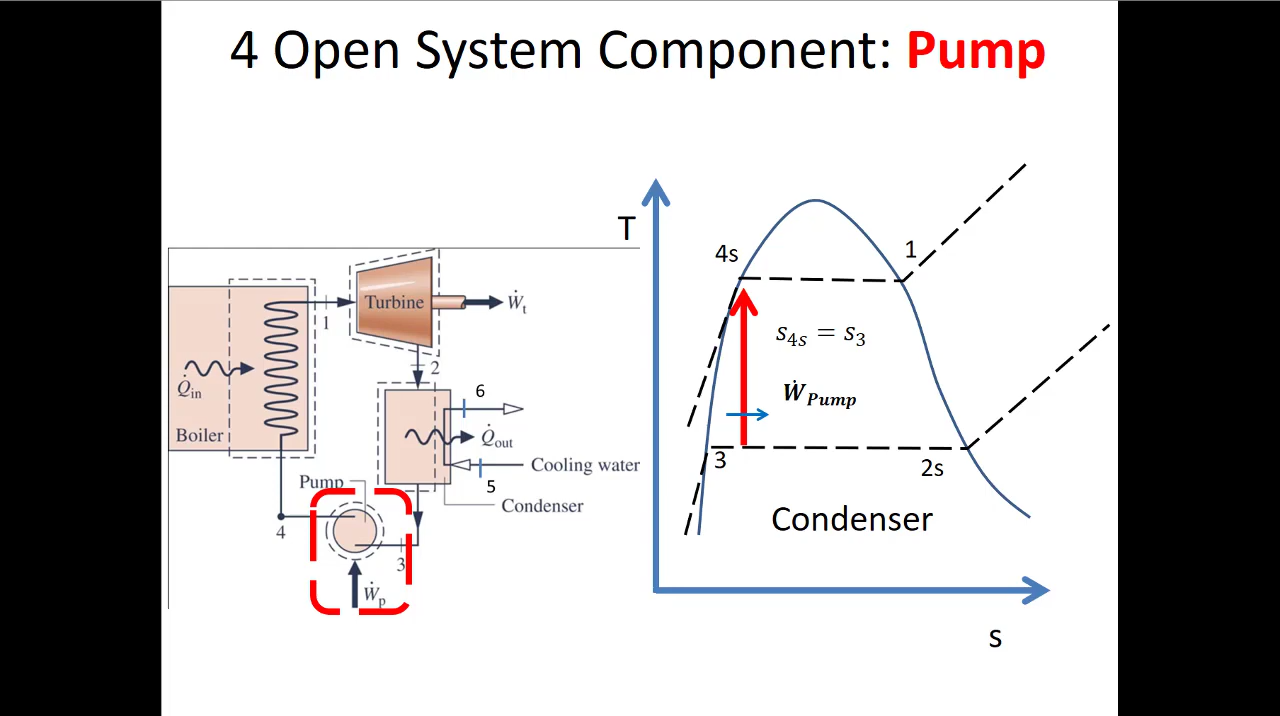 4 Open System Component: Pump
T
4s
1
s₄ₛ = s₃
Ẇ_Pump
3
2s
Condenser
s
Turbine
Ẇt
1
2
Q̇in
Boiler
6
Q̇out
Cooling water
5
Condenser
Pump
4
3
Ẇp